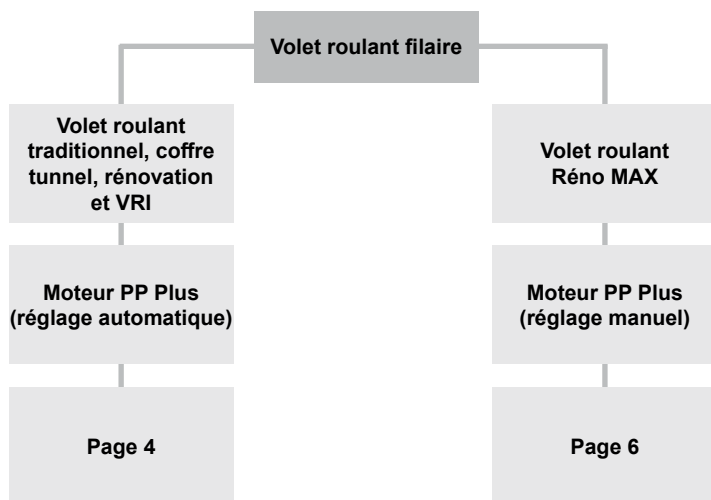 Volet roulant filaire
Volet roulant
traditionnel, coffre
tunnel, rénovation
et VRI
Volet roulant
Réno MAX
Moteur PP Plus
(réglage automatique)
Moteur PP Plus
(réglage manuel)
Page 4
Page 6